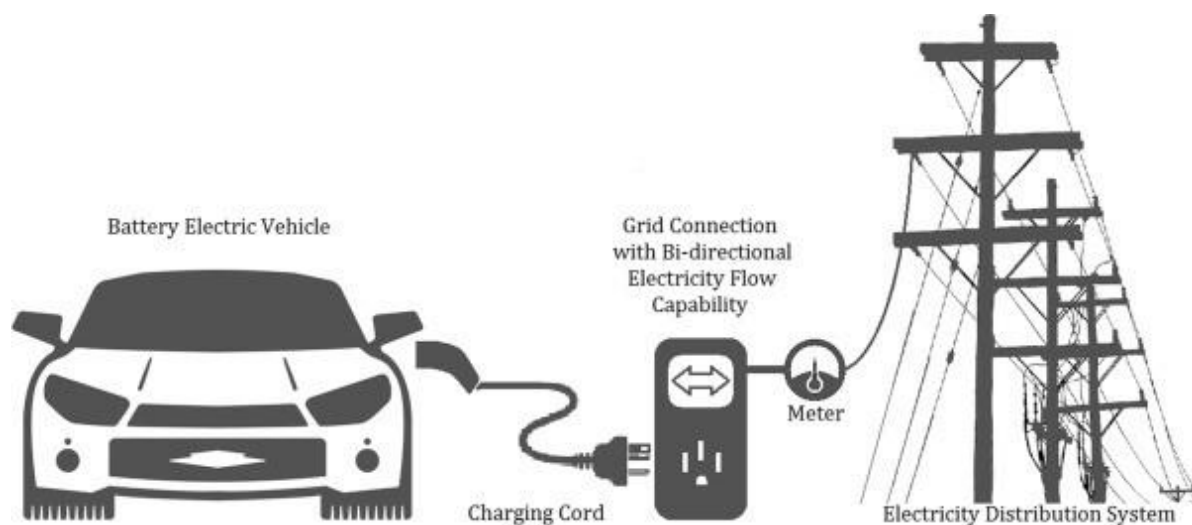 Battery Electric Vehicle
Grid Connection
with Bi-directional
Electricity Flow
Capability
Meter
Charging Cord
Electricity Distribution System